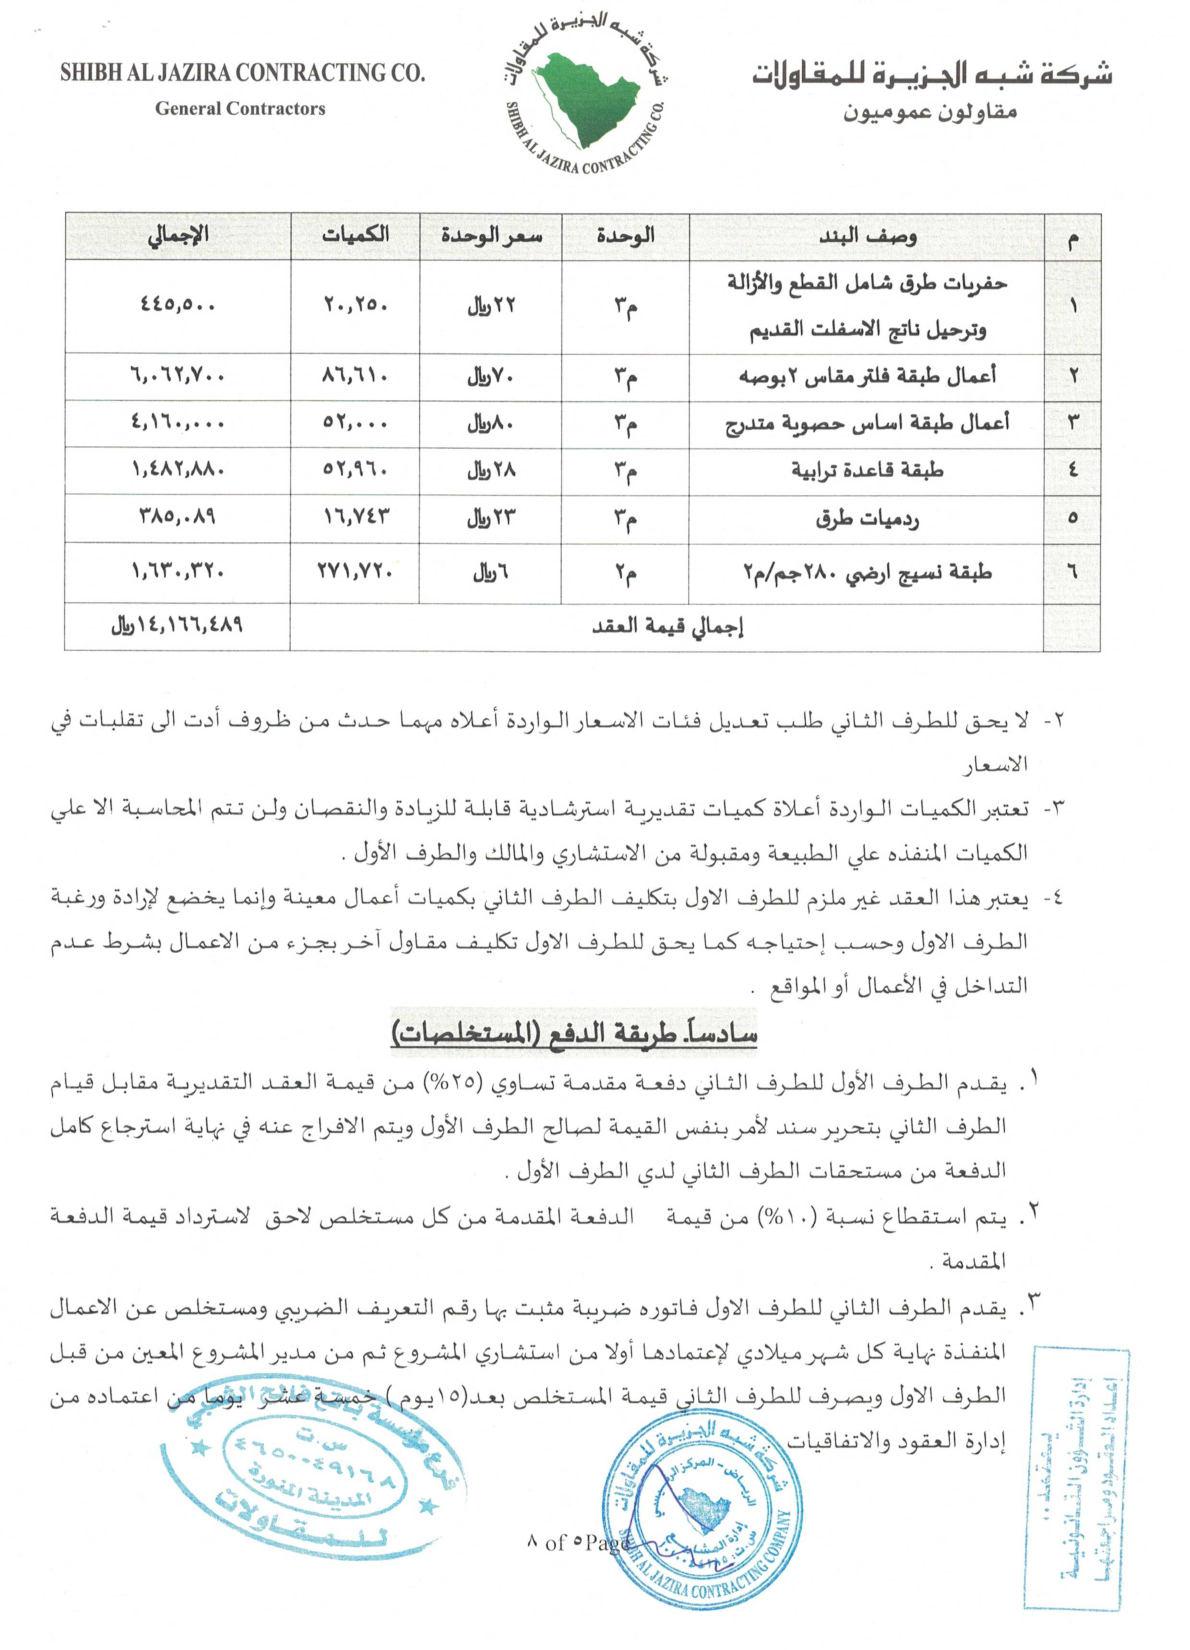 SHIBH AL JAZIRA CONTRACTING CO.
General Contractors
شركة شبه الجزيرة للمقاولات
SHIBH AL JAZIRA CONTRACTING CO.
شركة شبه الجزيرة للمقاولات
مقاولون عموميون
م وصف البند الوحدة سعر الوحدة الكميات الإجمالي
١ حفريات طرق شامل القطع والأزالة
وترحيل ناتج الاسفلت القديم م٣ ٢٢ريال ٢٠,٢٥٠ ٤٤٥,٥٠٠
٢ أعمال طبقة فلتر مقاس ٢بوصه م٣ ٧٠ريال ٨٦,٦١٠ ٦,٠٦٢,٧٠٠
٣ أعمال طبقة اساس حصوية متدرج م٣ ٨٠ريال ٥٢,٠٠٠ ٤,١٦٠,٠٠٠
٤ طبقة قاعدة ترابية م٣ ٢٨ريال ٥٢,٩٦٠ ١,٤٨٢,٨٨٠
٥ ردميات طرق م٣ ٢٣ريال ١٦,٧٤٣ ٣٨٥,٠٨٩
٦ طبقة نسيج ارضي ٢٨٠جم/م٢ م٢ ٦ريال ٢٧١,٧٢٠ ١,٦٣٠,٣٢٠
إجمالي قيمة العقد ١٤,١٦٦,٤٨٩ريال
٢- لا يحق للطرف الثاني طلب تعديل فئات الاسعار الواردة أعلاه مهما حدث من ظروف أدت الى تقلبات في
الاسعار
٣- تعتبر الكميات الواردة أعلاة كميات تقديرية استرشادية قابلة للزيادة والنقصان ولن تتم المحاسبة الا علي
الكميات المنفذه علي الطبيعة ومقبولة من الاستشاري والمالك والطرف الأول .
٤- يعتبر هذا العقد غير ملزم للطرف الاول بتكليف الطرف الثاني بكميات أعمال معينة وإنما يخضع لإرادة ورغبة
الطرف الاول وحسب إحتياجه كما يحق للطرف الاول تكليف مقاول آخر بجزء من الاعمال بشرط عدم
التداخل في الأعمال أو المواقع .
سادساً. طريقة الدفع (المستخلصات)
١. يقدم الطرف الأول للطرف الثاني دفعة مقدمة تساوي (٢٥%) من قيمة العقد التقديرية مقابل قيام
الطرف الثاني بتحرير سند لأمر بنفس القيمة لصالح الطرف الأول ويتم الافراج عنه في نهاية استرجاع كامل
الدفعة من مستحقات الطرف الثاني لدي الطرف الأول .
٢. يتم استقطاع نسبة (١٠%) من قيمة الدفعة المقدمة من كل مستخلص لاحق لاسترداد قيمة الدفعة
المقدمة .
٣. يقدم الطرف الثاني للطرف الاول فاتوره ضريبة مثبت بها رقم التعريف الضريبي ومستخلص عن الاعمال
المنفذة نهاية كل شهر ميلادي لإعتمادها أولا من استشاري المشروع ثم من مدير المشروع المعين من قبل
الطرف الاول ويصرف للطرف الثاني قيمة المستخلص بعد(١٥يوم ) خمسة عشر يوما من اعتماده من
إدارة العقود والاتفاقيات
س.ت
٤٦٥٠٠٤٩١٦٨
المدينة المنورة
للمقاولات
شركة شبه الجزيرة للمقاولات
الرياض - المركز الرئيسي
إدارة المشاريع
SHIBH AL JAZIRA CONTRACTING COMPANY
إدارة الشؤون القانونية
إعداد العقود ومراجعتها
٨ of ٥Page